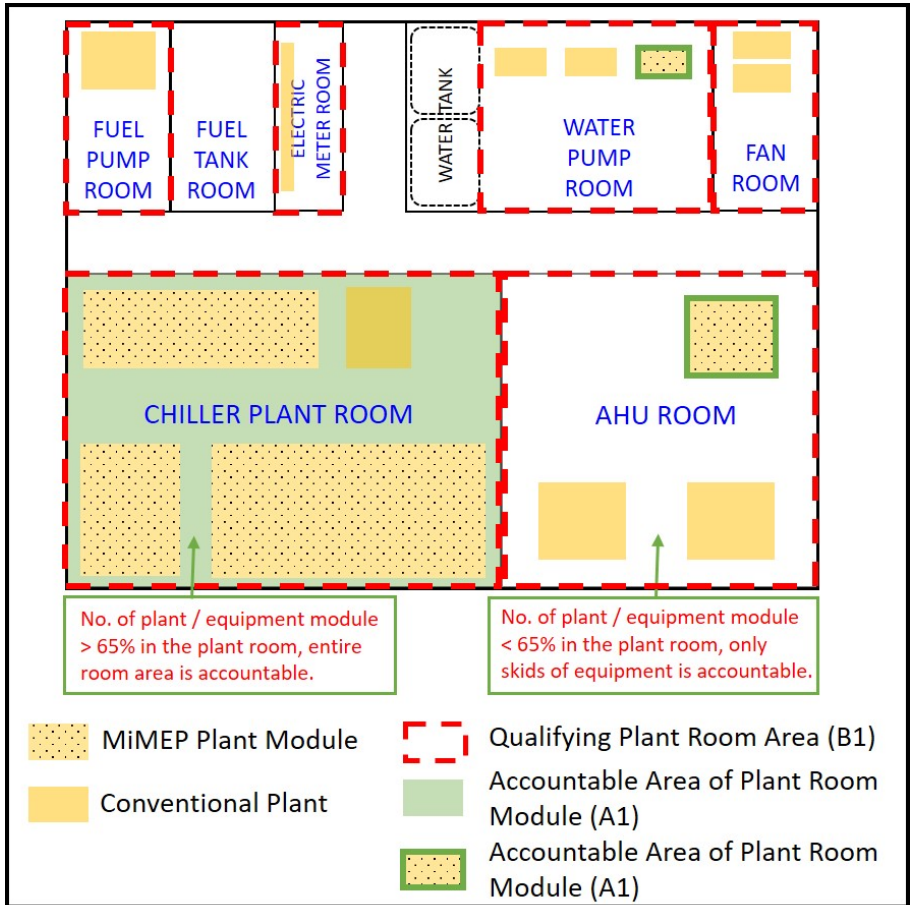 FUEL
PUMP
ROOM
FUEL
TANK
ROOM
ELECTRIC
METER ROOM
WATER TANK
WATER
PUMP
ROOM
FAN
ROOM
CHILLER PLANT ROOM
AHU ROOM
No. of plant / equipment module
> 65% in the plant room, entire
room area is accountable.
No. of plant / equipment module
< 65% in the plant room, only
skids of equipment is accountable.
MiMEP Plant Module
Conventional Plant
Qualifying Plant Room Area (B1)
Accountable Area of Plant Room
Module (A1)
Accountable Area of Plant Room
Module (A1)